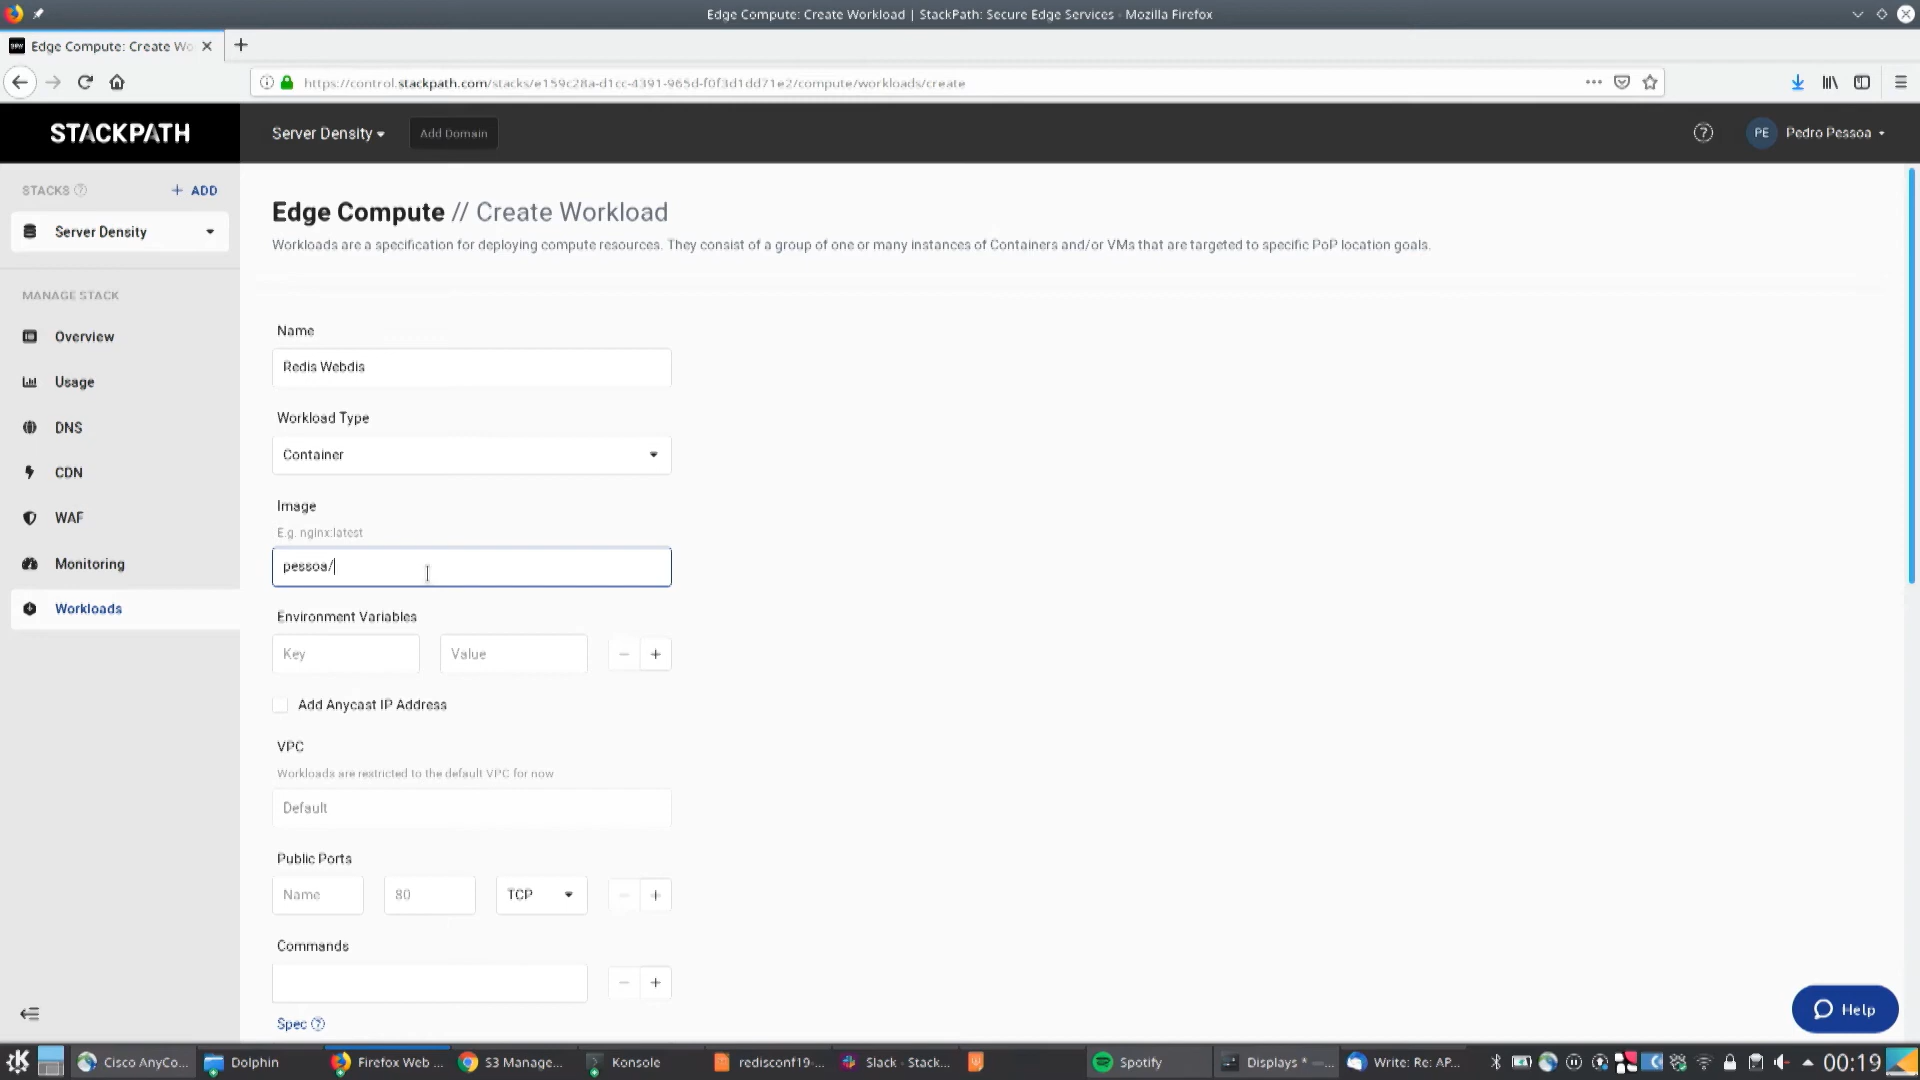 Edge Compute: Create Workload | StackPath: Secure Edge Services - Mozilla Firefox
Edge Compute: Create Wo
https://control.stackpath.com/stacks/e159c28a-d1cc-4391-965d-f0f3d1dd71e2/compute/workloads/create
STACKPATH
Server Density
Add Domain
PE
Pedro Pessoa
STACKS
+ ADD
Server Density
MANAGE STACK
Overview
Usage
DNS
CDN
WAF
Monitoring
Workloads
Edge Compute // Create Workload
Workloads are a specification for deploying compute resources. They consist of a group of one or many instances of Containers and/or VMs that are targeted to specific PoP location goals.
Name
Redis Webdis
Workload Type
Container
Image
E.g. nginx:latest
pessoa/
Environment Variables
Key
Value
Add Anycast IP Address
VPC
Workloads are restricted to the default VPC for now
Default
Public Ports
Name
80
TCP
Commands
Spec
Help
Cisco AnyCo...
Dolphin
Firefox Web ...
S3 Manage...
Konsole
redisconf19-...
Slack - Stack...
Spotify
Displays * —...
Write: Re: AP...
00:19